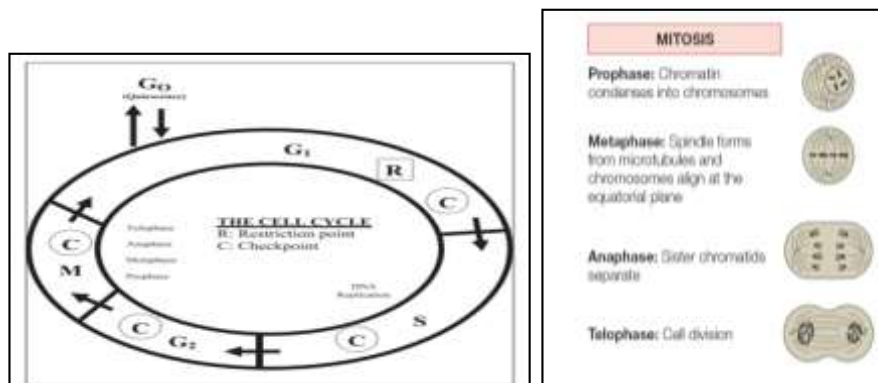 G₀
(Quiescence)
G₁
R
C
THE CELL CYCLE
R: Restriction point
C: Checkpoint
Telophase
Anaphase
Metaphase
Prophase
C
M
DNA
Replication
S
C
G₂
C
MITOSIS
Prophase: Chromatin
condenses into chromosomes
Metaphase: Spindle forms
from microtubules and
chromosomes align at the
equatorial plane
Anaphase: Sister chromatids
separate
Telophase: Cell division